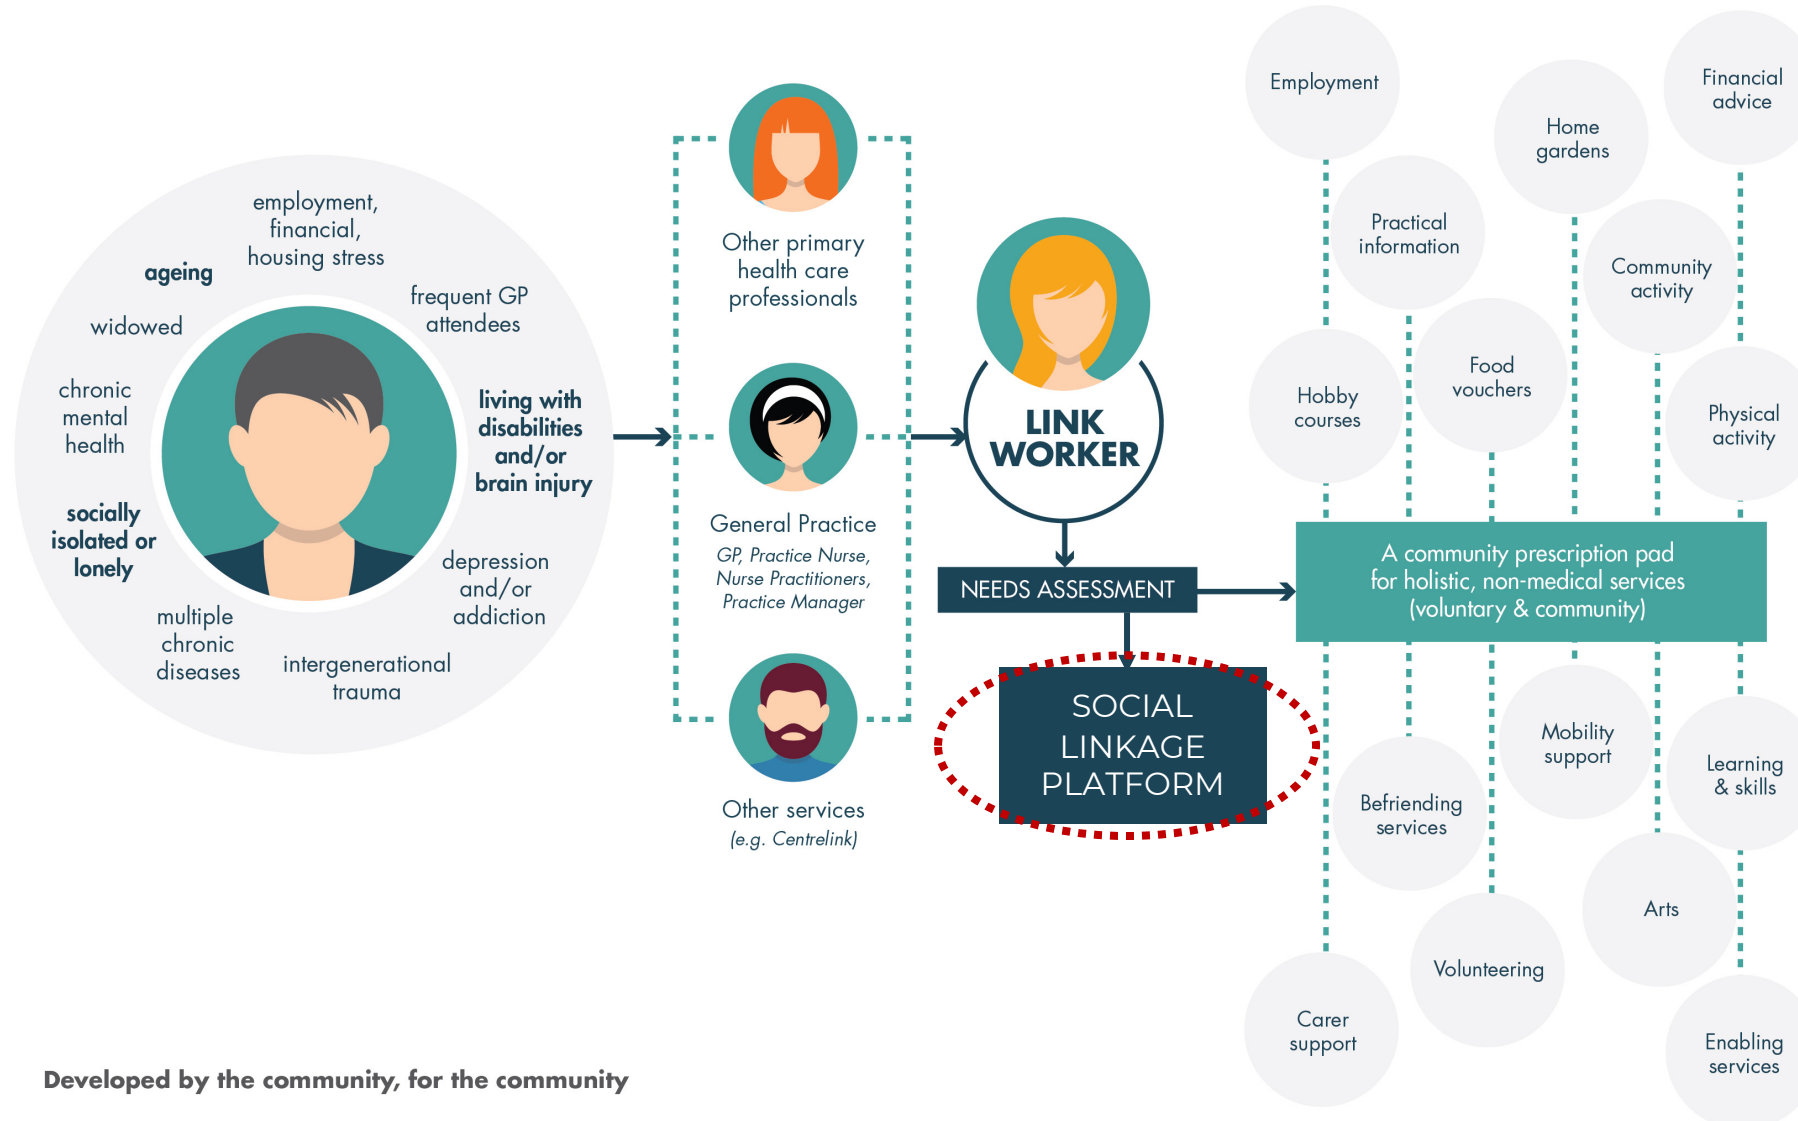 employment,
financial,
housing stress
ageing
widowed
chronic
mental
health
socially
isolated or
lonely
multiple
chronic
diseases
intergenerational
trauma
depression
and/or
addiction
living with
disabilities
and/or
brain injury
frequent GP
attendees
Other primary
health care
professionals
General Practice
GP, Practice Nurse,
Nurse Practitioners,
Practice Manager
Other services
(e.g. Centrelink)
LINK
WORKER
NEEDS ASSESSMENT
SOCIAL
LINKAGE
PLATFORM
A community prescription pad
for holistic, non-medical services
(voluntary & community)
Employment
Practical
information
Home
gardens
Financial
advice
Community
activity
Hobby
courses
Food
vouchers
Physical
activity
Mobility
support
Learning
& skills
Befriending
services
Arts
Volunteering
Carer
support
Enabling
services
Developed by the community, for the community